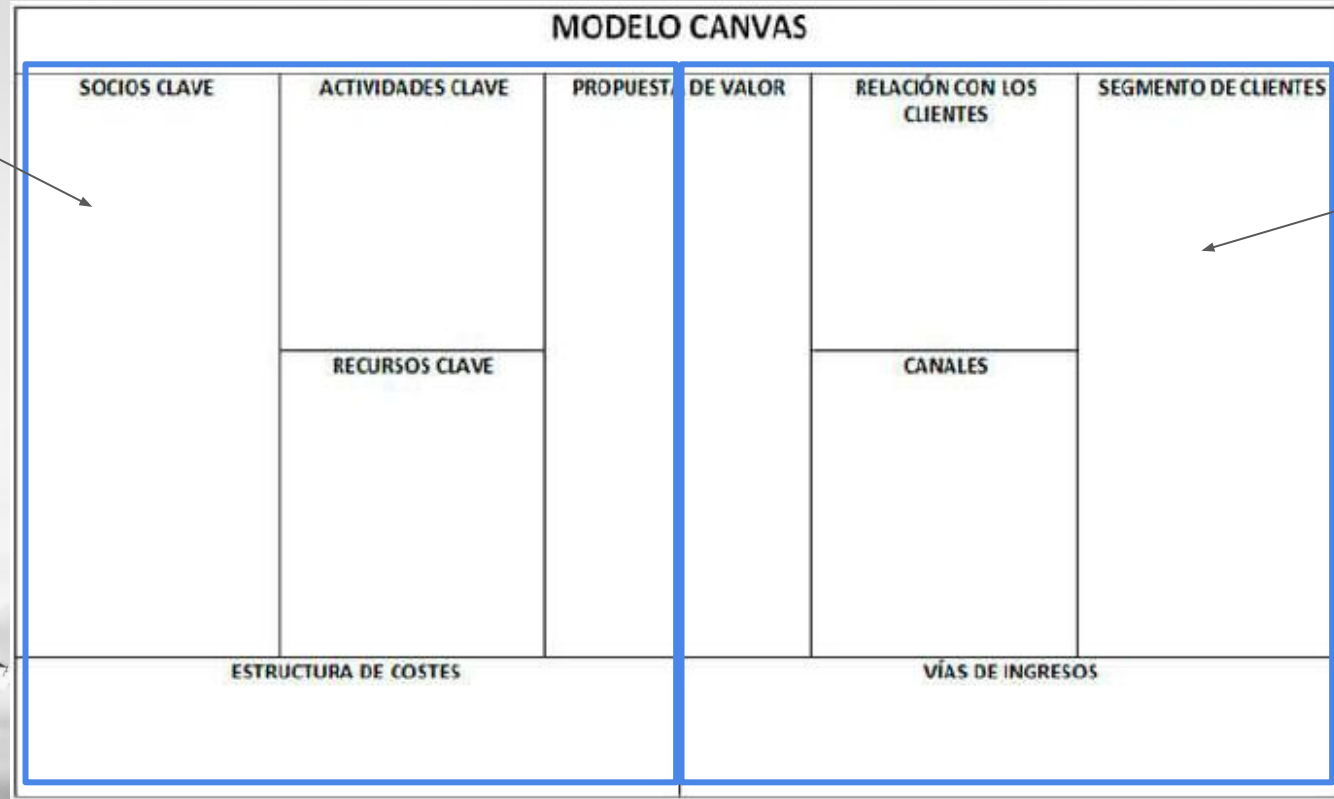 MODELO CANVAS
SOCIOS CLAVE
ACTIVIDADES CLAVE
PROPUESTA DE VALOR
RELACIÓN CON LOS
CLIENTES
SEGMENTO DE CLIENTES
RECURSOS CLAVE
CANALES
ESTRUCTURA DE COSTES
VÍAS DE INGRESOS